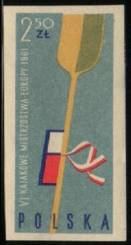 2.50
ZŁ
VI KAJAKOWE MISTRZOSTWA EUROPY 1961
POLSKA